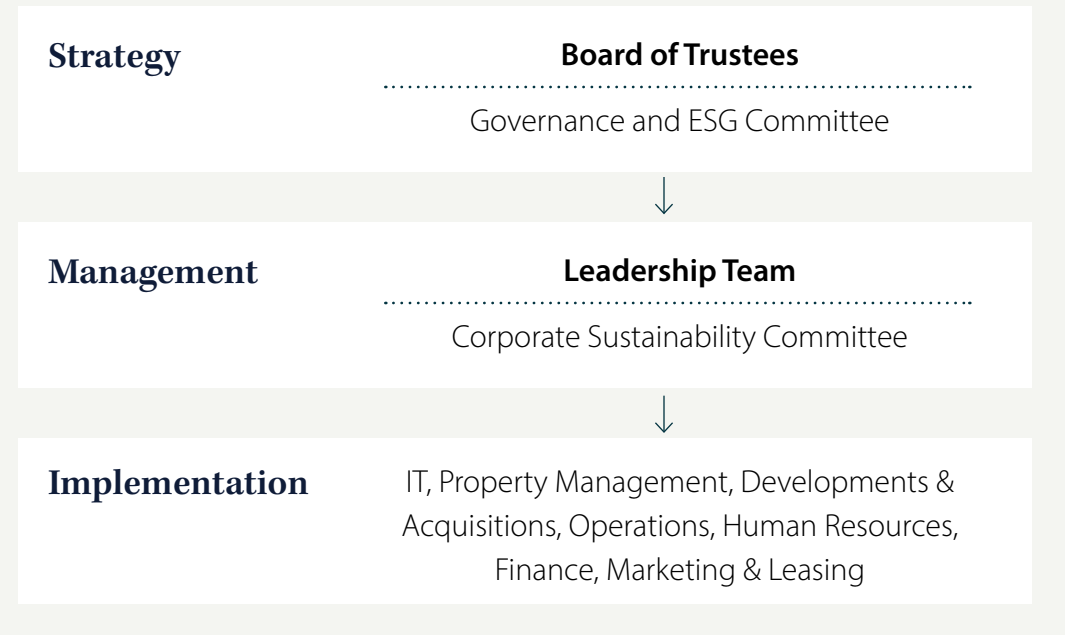 Strategy
Board of Trustees
Governance and ESG Committee
Management
Leadership Team
Corporate Sustainability Committee
Implementation
IT, Property Management, Developments &
Acquisitions, Operations, Human Resources,
Finance, Marketing & Leasing